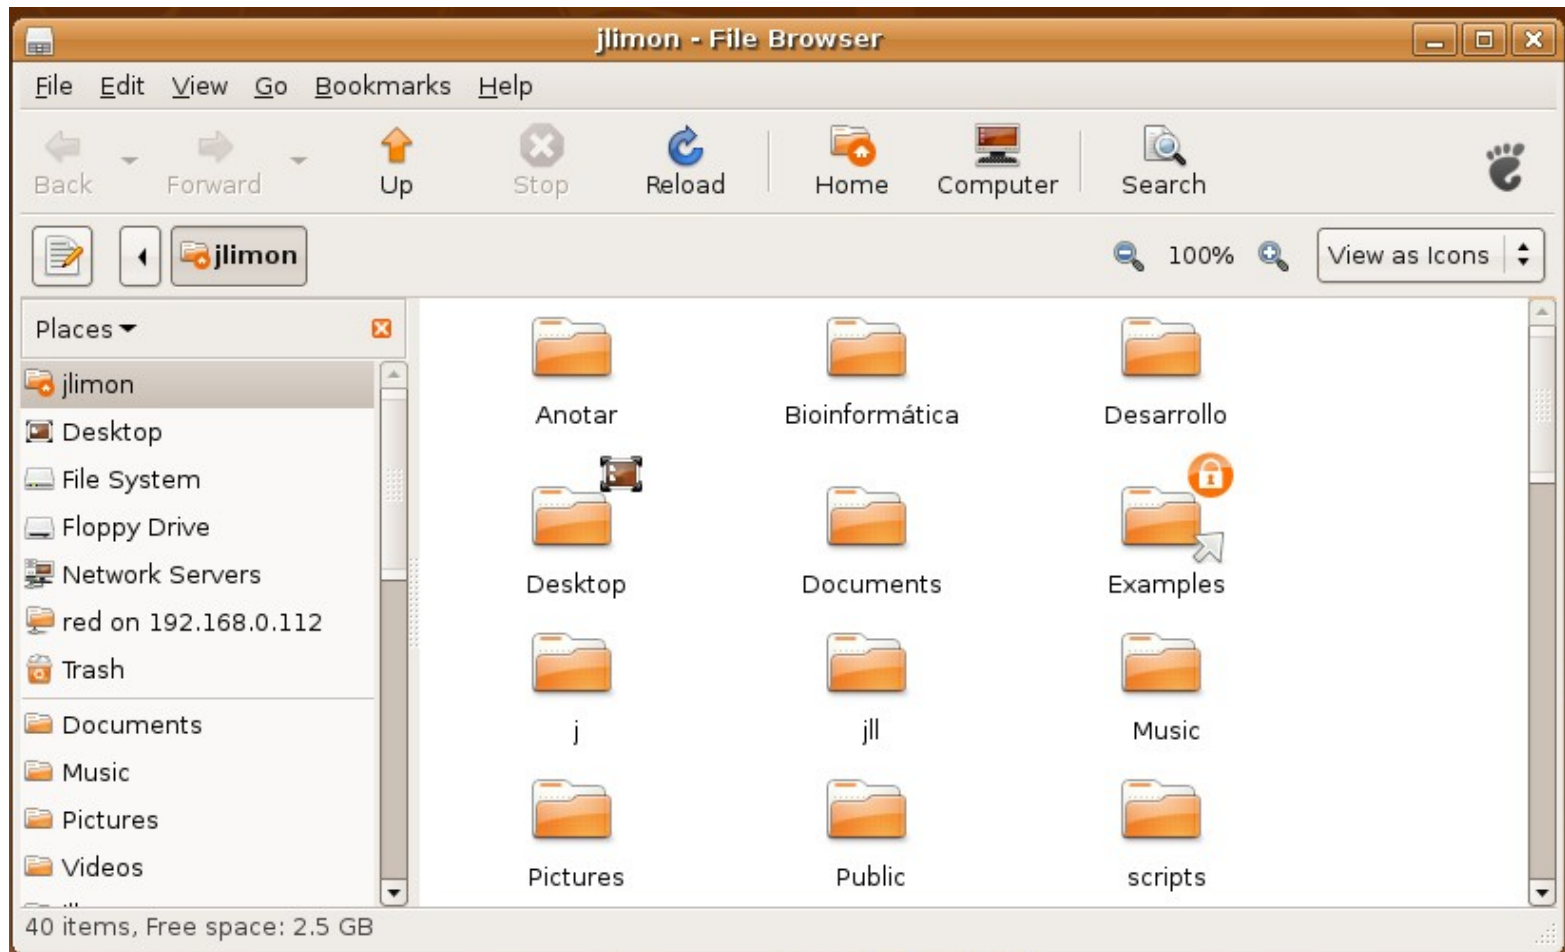 jlimon - File Browser
File Edit View Go Bookmarks Help
Back Forward Up Stop Reload Home Computer Search
jlimon 100% View as Icons
Places
jlimon
Desktop
File System
Floppy Drive
Network Servers
red on 192.168.0.112
Trash
Documents
Music
Pictures
Videos
Anotar Bioinformática Desarrollo
Desktop Documents Examples
j jll Music
Pictures Public scripts
40 items, Free space: 2.5 GB